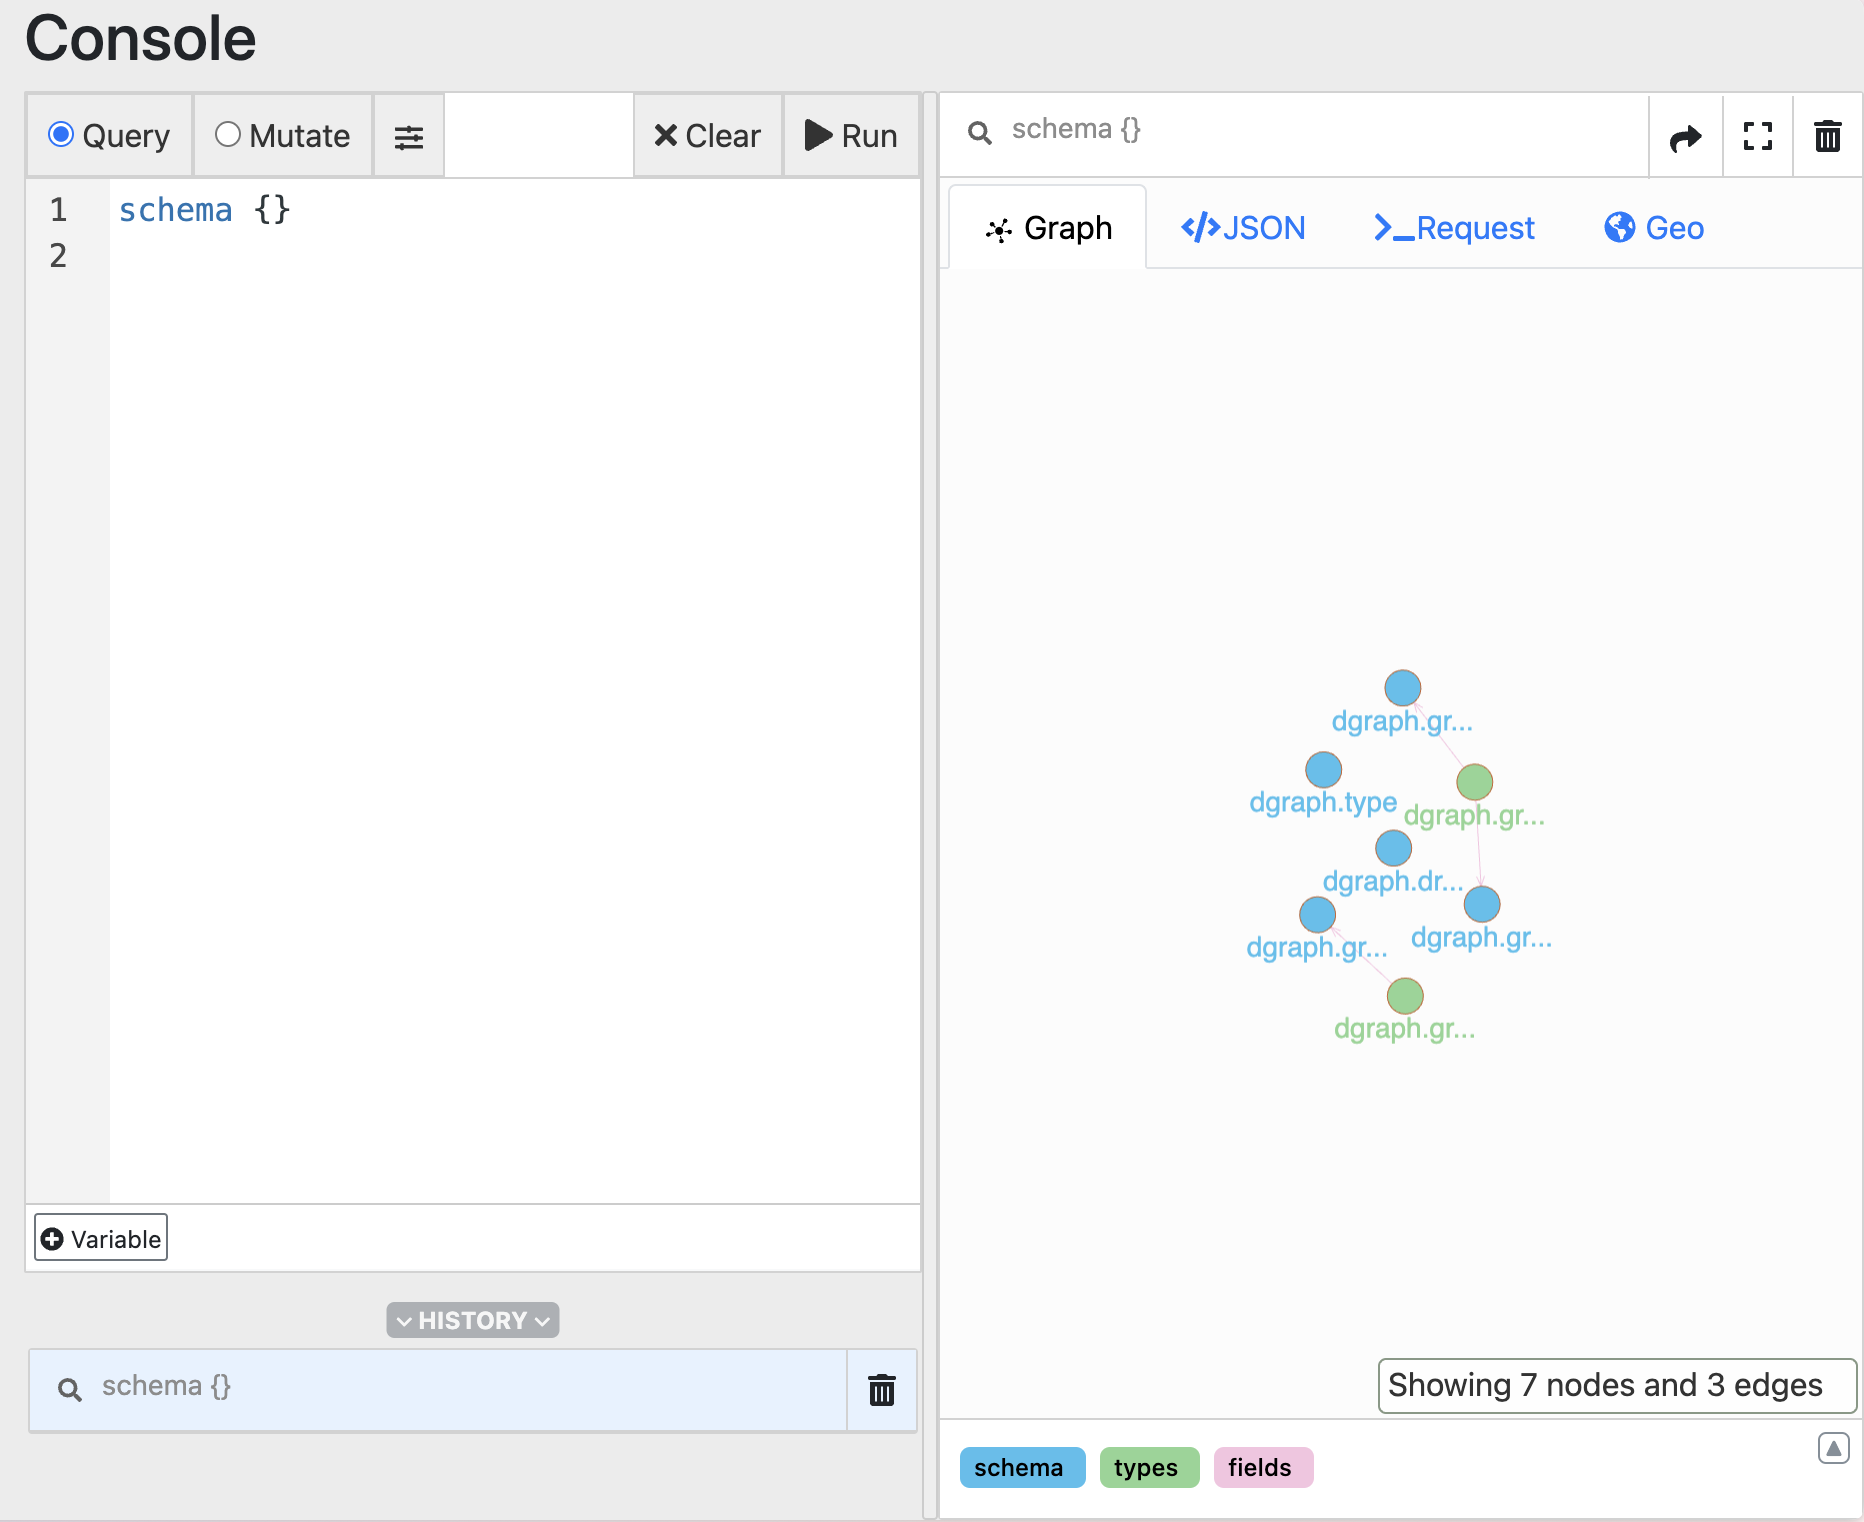 Console
Query
Mutate
Clear
Run
1 schema {}
2
Variable
HISTORY
schema {}
schema {}
Graph
JSON
Request
Geo
dgraph.gr...
dgraph.type
dgraph.gr...
dgraph.dr...
dgraph.gr...
dgraph.gr...
dgraph.gr...
Showing 7 nodes and 3 edges
schema
types
fields